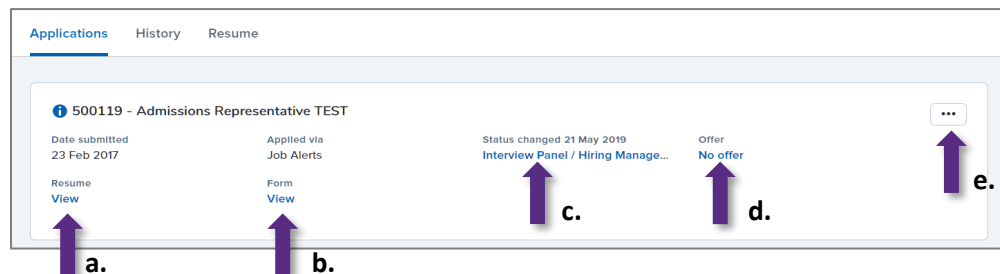 Applications History Resume
500119 - Admissions Representative TEST
•••
Date submitted Applied via Status changed 21 May 2019 Offer
23 Feb 2017 Job Alerts Interview Panel / Hiring Manage... No offer
Resume Form
View View
a. b. c. d. e.